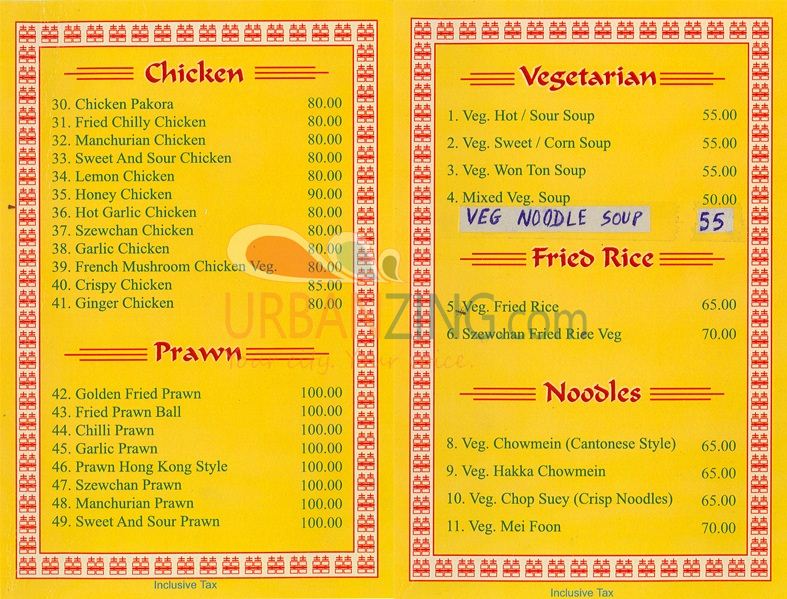 Chicken
30. Chicken Pakora 80.00
31. Fried Chilly Chicken 80.00
32. Manchurian Chicken 80.00
33. Sweet And Sour Chicken 80.00
34. Lemon Chicken 80.00
35. Honey Chicken 90.00
36. Hot Garlic Chicken 80.00
37. Szewchan Chicken 80.00
38. Garlic Chicken 80.00
39. French Mushroom Chicken Veg. 80.00
40. Crispy Chicken 85.00
41. Ginger Chicken 80.00
Prawn
42. Golden Fried Prawn 100.00
43. Fried Prawn Ball 100.00
44. Chilli Prawn 100.00
45. Garlic Prawn 100.00
46. Prawn Hong Kong Style 100.00
47. Szewchan Prawn 100.00
48. Manchurian Prawn 100.00
49. Sweet And Sour Prawn 100.00
Inclusive Tax
Vegetarian
1. Veg. Hot / Sour Soup 55.00
2. Veg. Sweet / Corn Soup 55.00
3. Veg. Won Ton Soup 55.00
4. Mixed Veg. Soup 50.00
VEG NOODLE SOUP 55
Fried Rice
5. Veg. Fried Rice 65.00
6. Szewchan Fried Rice Veg 70.00
Noodles
8. Veg. Chowmein (Cantonese Style) 65.00
9. Veg. Hakka Chowmein 65.00
10. Veg. Chop Suey (Crisp Noodles) 65.00
11. Veg. Mei Foon 70.00
Inclusive Tax
URBANZING.com
Your city. Your voice.